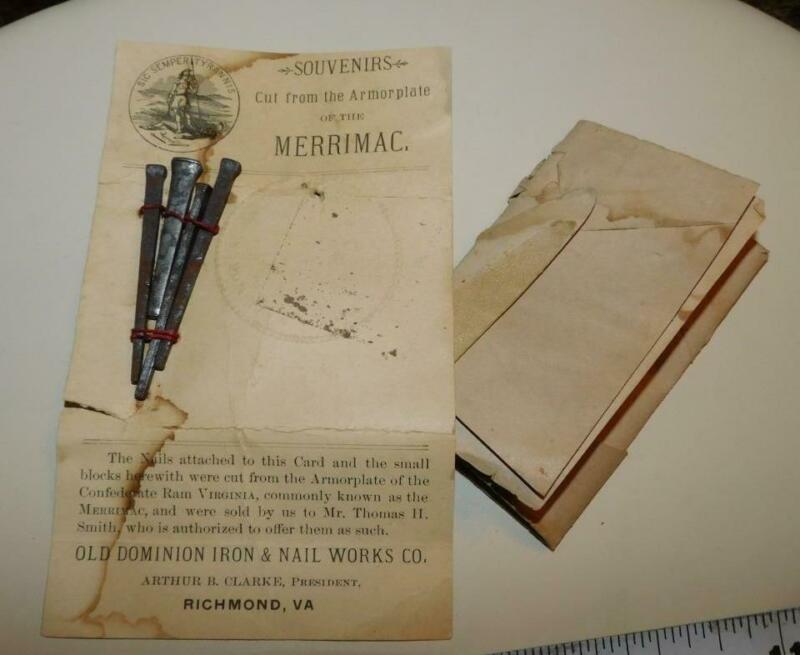 SIC SEMPER TYRANNIS
SOUVENIRS
Cut from the Armorplate
OF THE
MERRIMAC.
The Nails attached to this Card and the small
blocks herewith were cut from the Armorplate of the
Confederate Ram VIRGINIA, commonly known as the
MERRIMAC, and were sold by us to Mr. Thomas H.
Smith, who is authorized to offer them as such.
OLD DOMINION IRON & NAIL WORKS CO.
ARTHUR B. CLARKE, PRESIDENT,
RICHMOND, VA